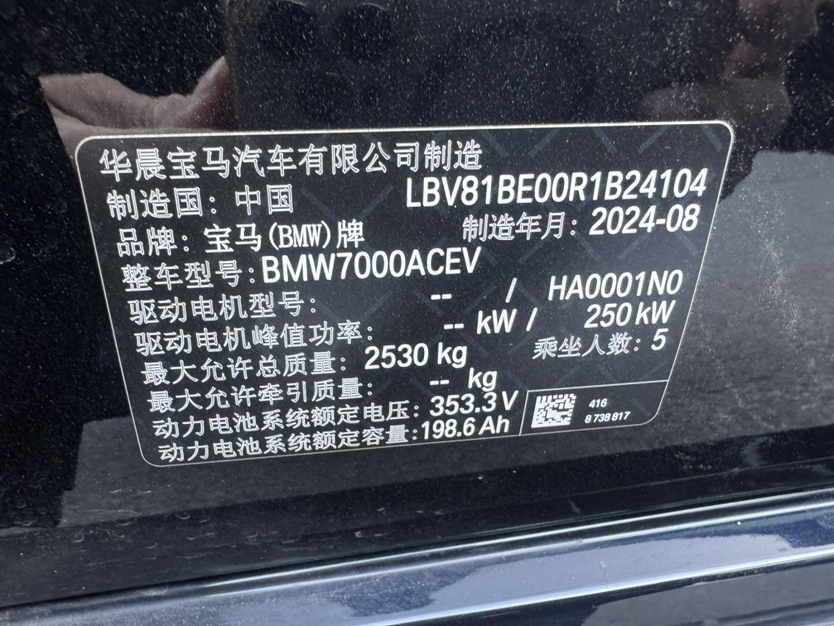 华晨宝马汽车有限公司制造
制造国：中国 LBV81BE00R1B24104
品牌：宝马(BMW)牌 制造年月：2024-08
整车型号：BMW7000ACEV
驱动电机型号： -- / HA0001N0
驱动电机峰值功率： -- kW / 250 kW
最大允许总质量： 2530 kg 乘坐人数：5
最大允许牵引质量： -- kg
动力电池系统额定电压：353.3 V
动力电池系统额定容量：198.6 Ah
416
8 738 817